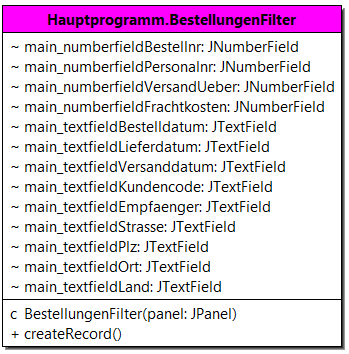 Hauptprogramm.BestellungenFilter
~ main_numberfieldBestellnr: JNumberField
~ main_numberfieldPersonalnr: JNumberField
~ main_numberfieldVersandUeber: JNumberField
~ main_numberfieldFrachtkosten: JNumberField
~ main_textfieldBestelldatum: JTextField
~ main_textfieldLieferdatum: JTextField
~ main_textfieldVersanddatum: JTextField
~ main_textfieldKundencode: JTextField
~ main_textfieldEmpfaenger: JTextField
~ main_textfieldStrasse: JTextField
~ main_textfieldPlz: JTextField
~ main_textfieldOrt: JTextField
~ main_textfieldLand: JTextField
c BestellungenFilter(panel: JPanel)
+ createRecord()